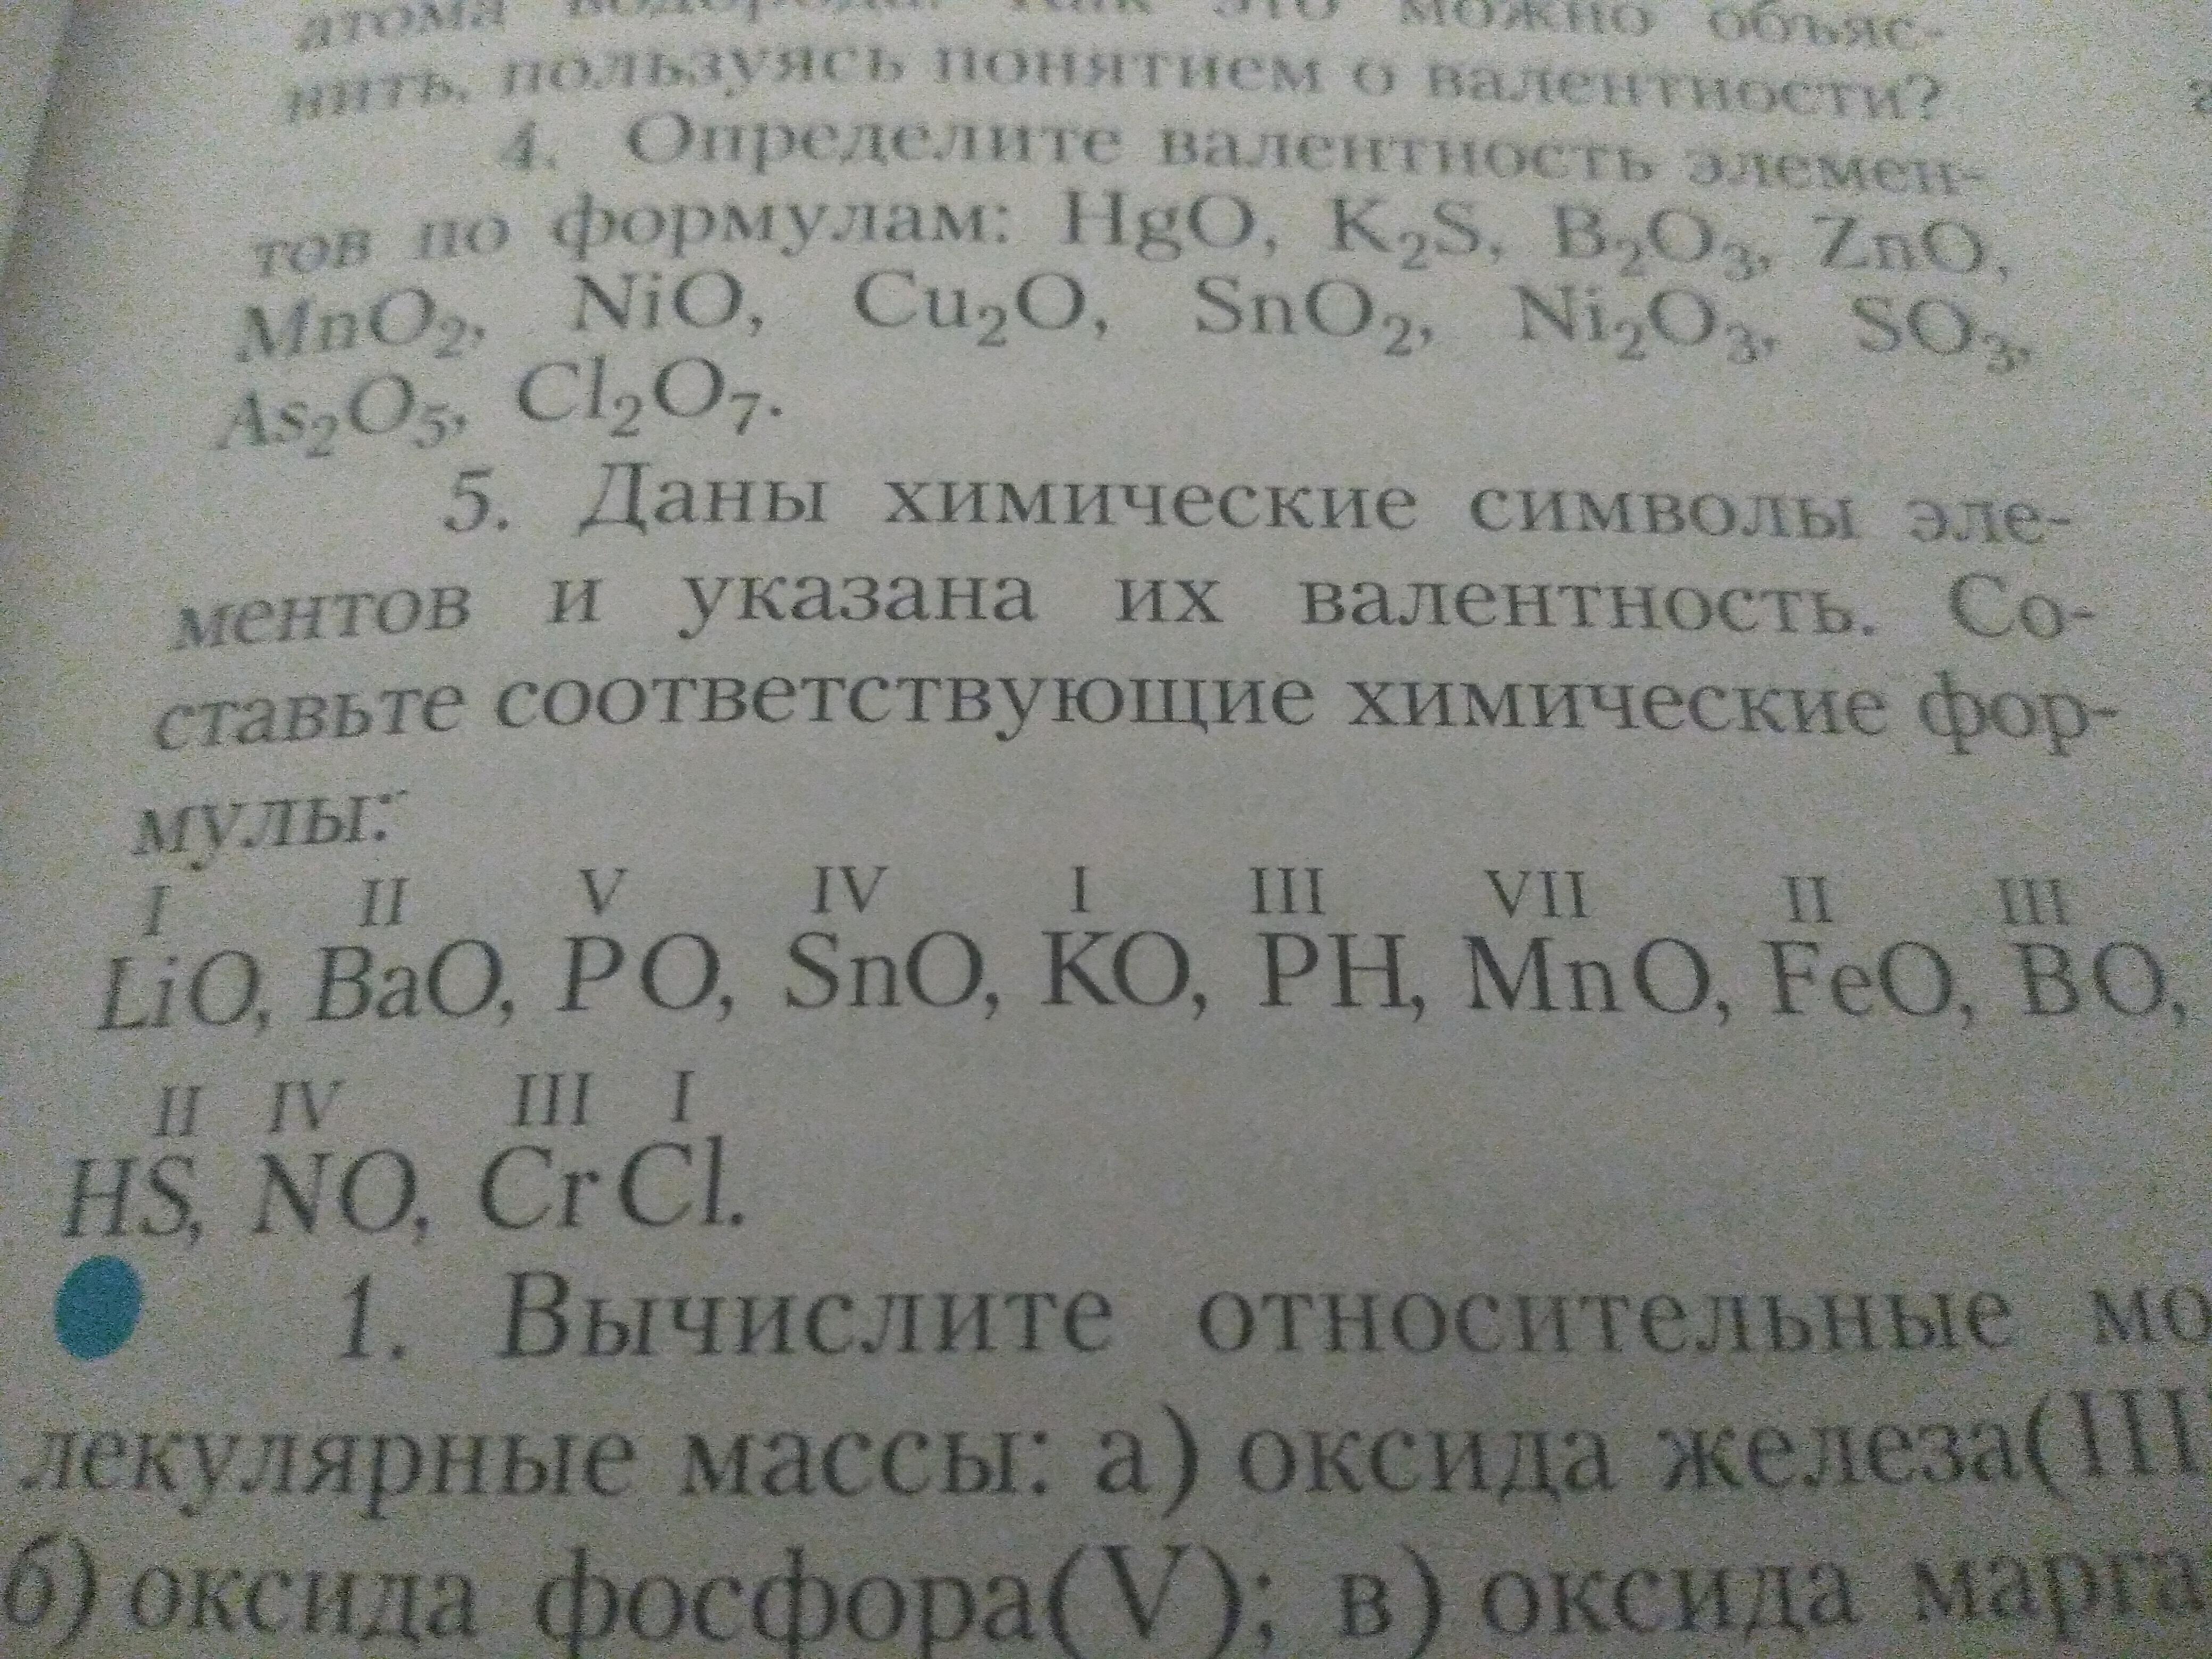 атома водорода. Как это можно объяс-
нить, пользуясь понятием о валентности?
4. Определите валентность элемен-
тов по формулам: HgO, K₂S, B₂O₃, ZnO,
MnO₂, NiO, Cu₂O, SnO₂, Ni₂O₃, SO₃,
As₂O₅, Cl₂O₇.
5. Даны химические символы эле-
ментов и указана их валентность. Со-
ставьте соответствующие химические фор-
мулы:
I II V IV I III VII II III
LiO, BaO, PO, SnO, KO, PH, MnO, FeO, BO,
II IV III I
HS, NO, CrCl.
1. Вычислите относительные мо
лекулярные массы: а) оксида железа(III
б) оксида фосфора(V); в) оксида марга